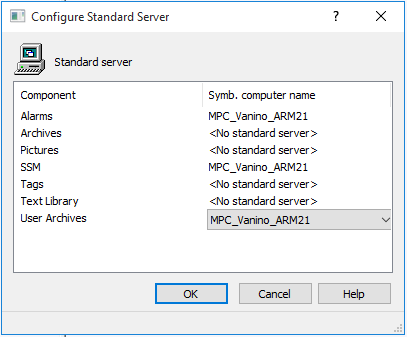 Configure Standard Server
Standard server
Component Symb. computer name
Alarms MPC_Vanino_ARM21
Archives <No standard server>
Pictures <No standard server>
SSM MPC_Vanino_ARM21
Tags <No standard server>
Text Library <No standard server>
User Archives MPC_Vanino_ARM21
OK Cancel Help